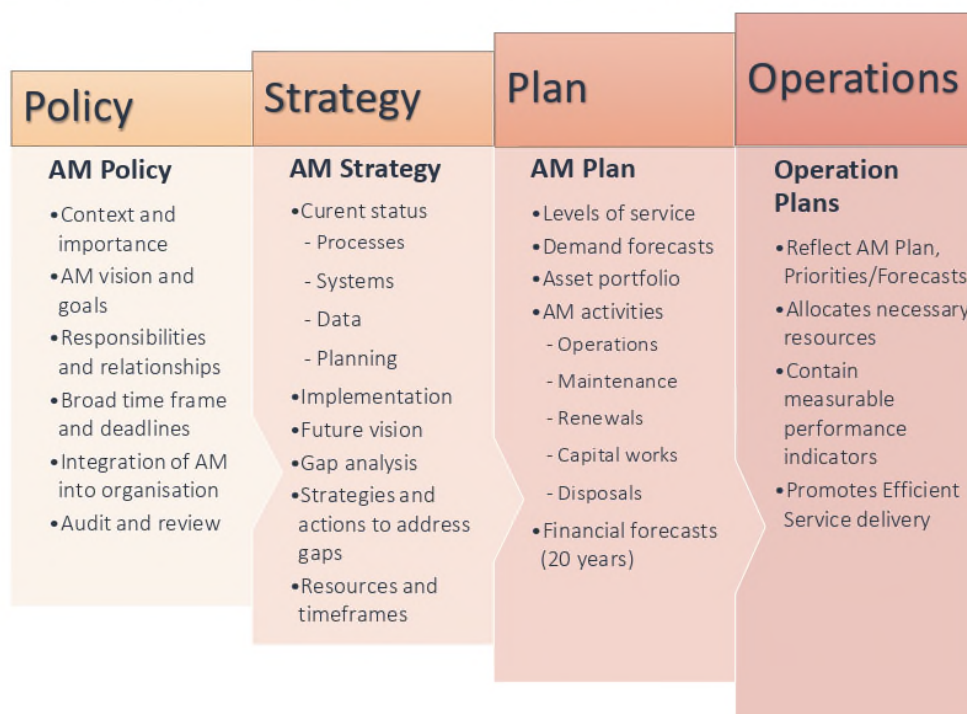 Policy
AM Policy
•Context and
importance
•AM vision and
goals
•Responsibilities
and relationships
•Broad time frame
and deadlines
•Integration of AM
into organisation
•Audit and review
Strategy
AM Strategy
•Curent status
- Processes
- Systems
- Data
- Planning
•Implementation
•Future vision
•Gap analysis
•Strategies and
actions to address
gaps
•Resources and
timeframes
Plan
AM Plan
•Levels of service
•Demand forecasts
•Asset portfolio
•AM activities
- Operations
- Maintenance
- Renewals
- Capital works
- Disposals
•Financial forecasts
(20 years)
Operations
Operation
Plans
•Reflect AM Plan,
Priorities/Forecasts
•Allocates necessary
resources
•Contain
measurable
performance
indicators
•Promotes Efficient
Service delivery